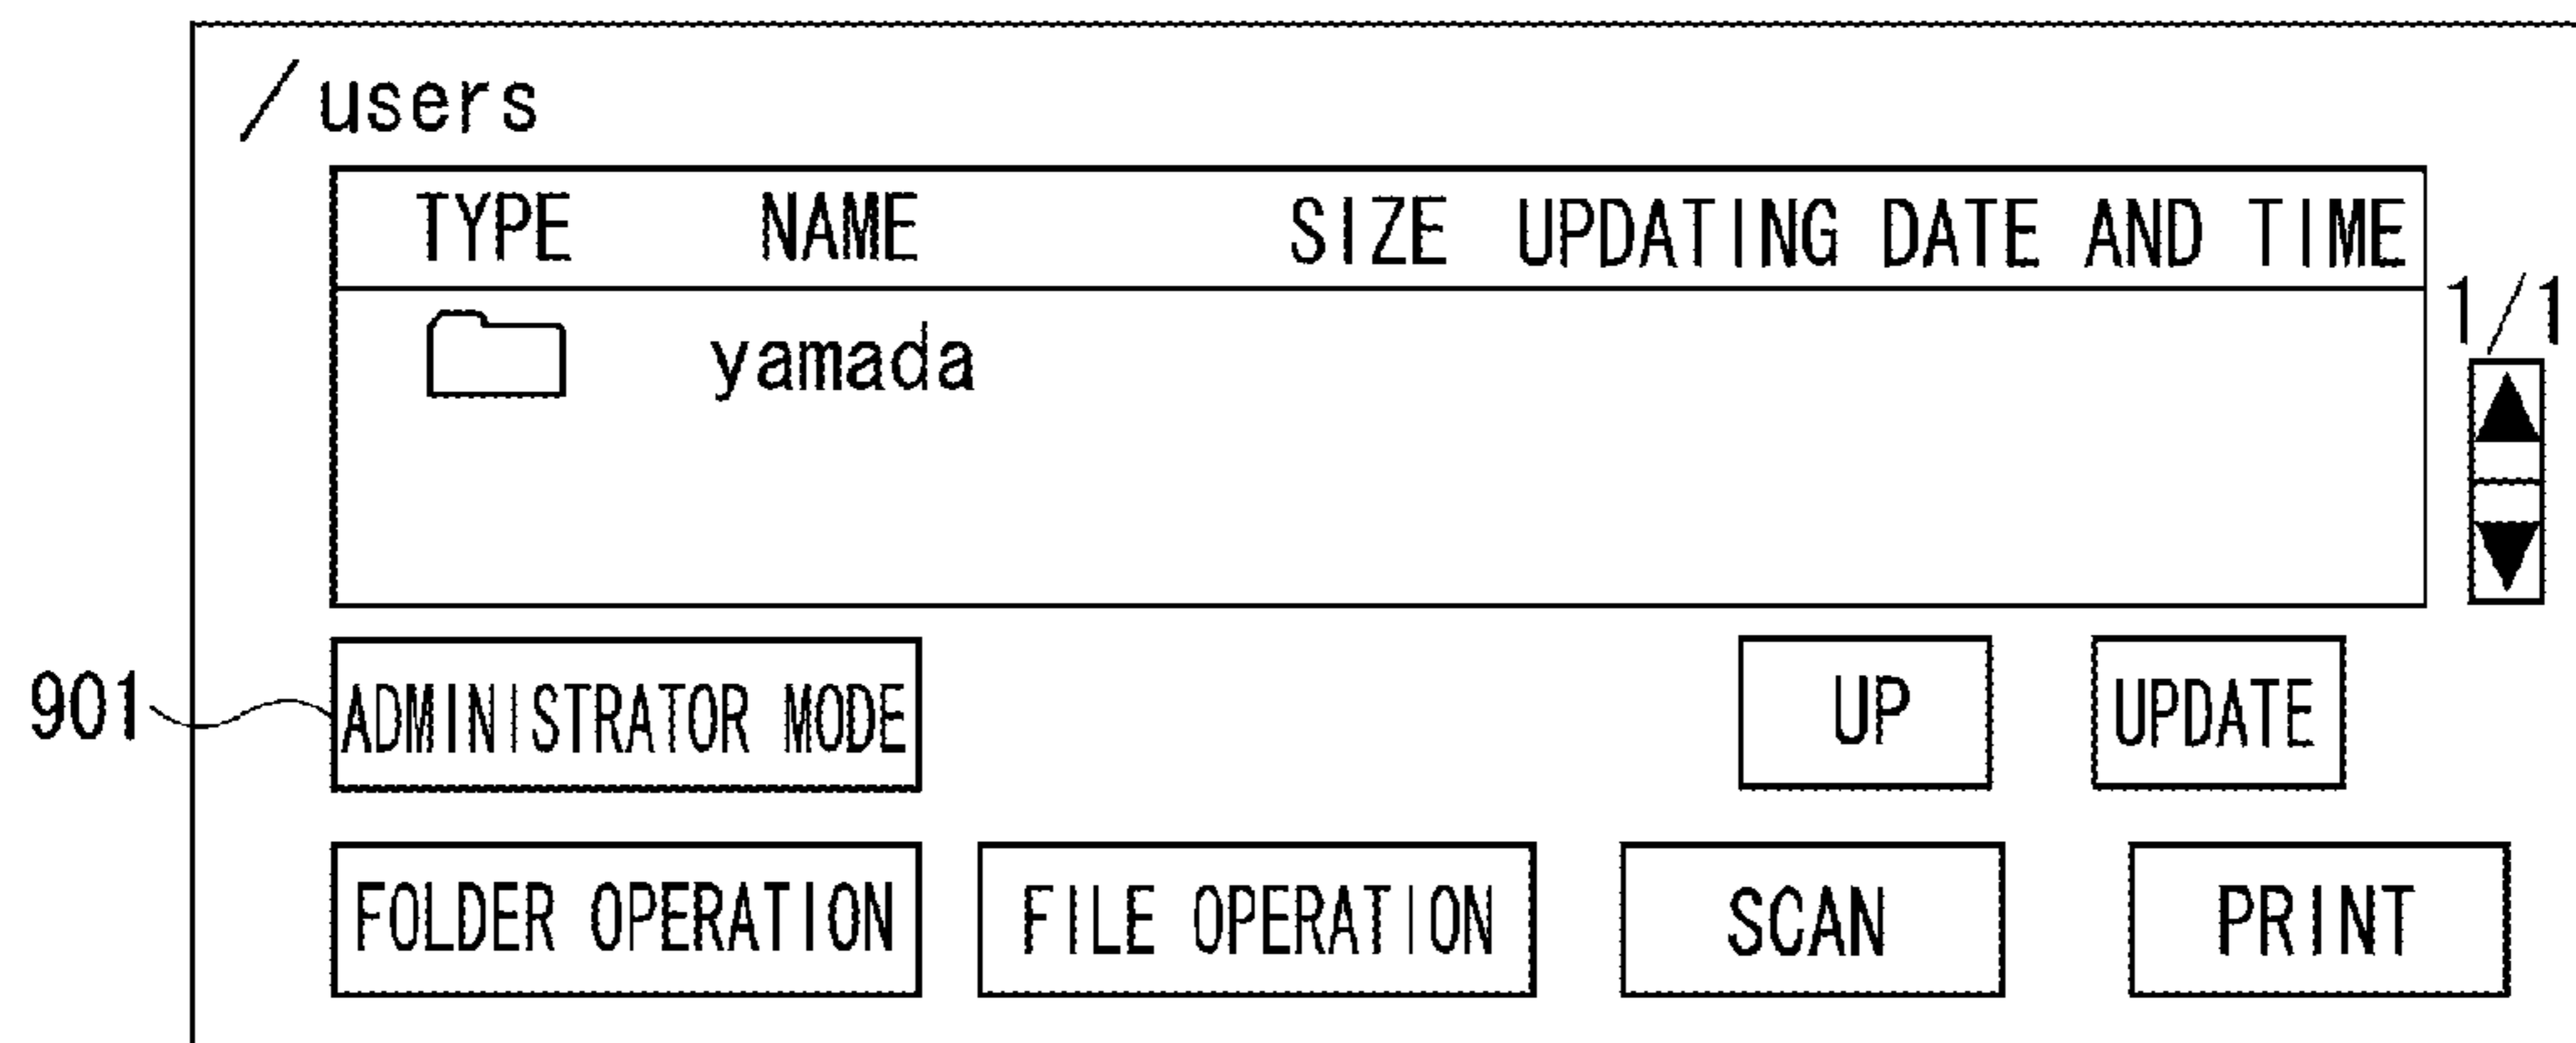 /users
TYPE NAME SIZE UPDATING DATE AND TIME
1/1
yamada
901 ADMINISTRATOR MODE UP UPDATE
FOLDER OPERATION FILE OPERATION SCAN PRINT